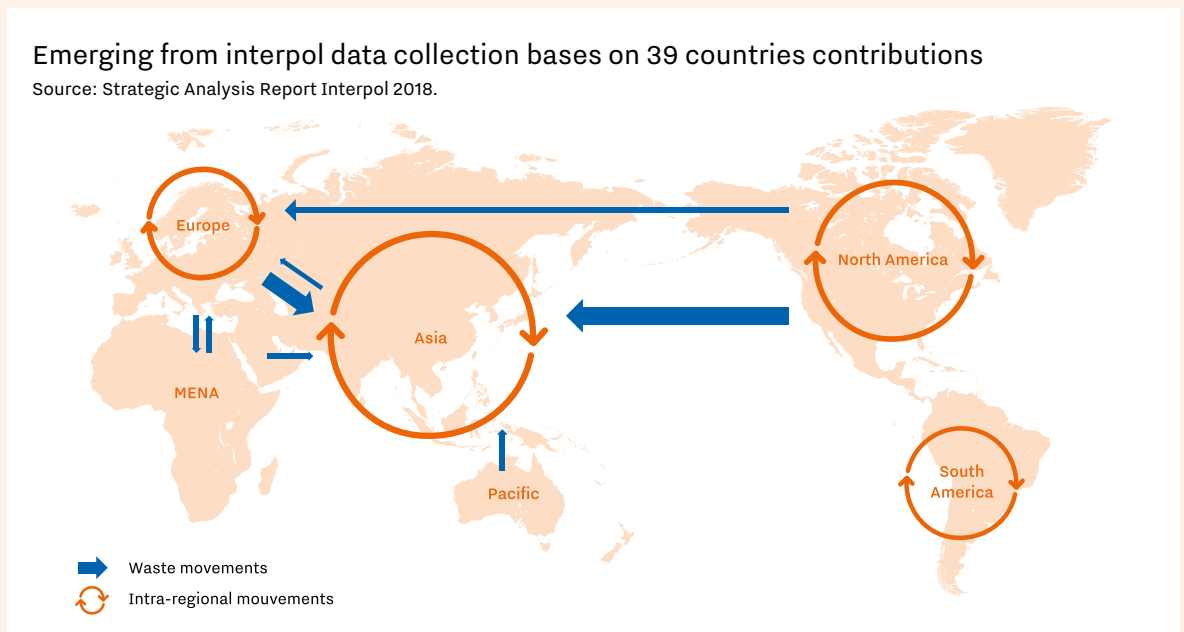 Emerging from interpol data collection bases on 39 countries contributions
Source: Strategic Analysis Report Interpol 2018.
Europe
North America
Asia
MENA
South
America
Pacific
Waste movements
Intra-regional mouvements